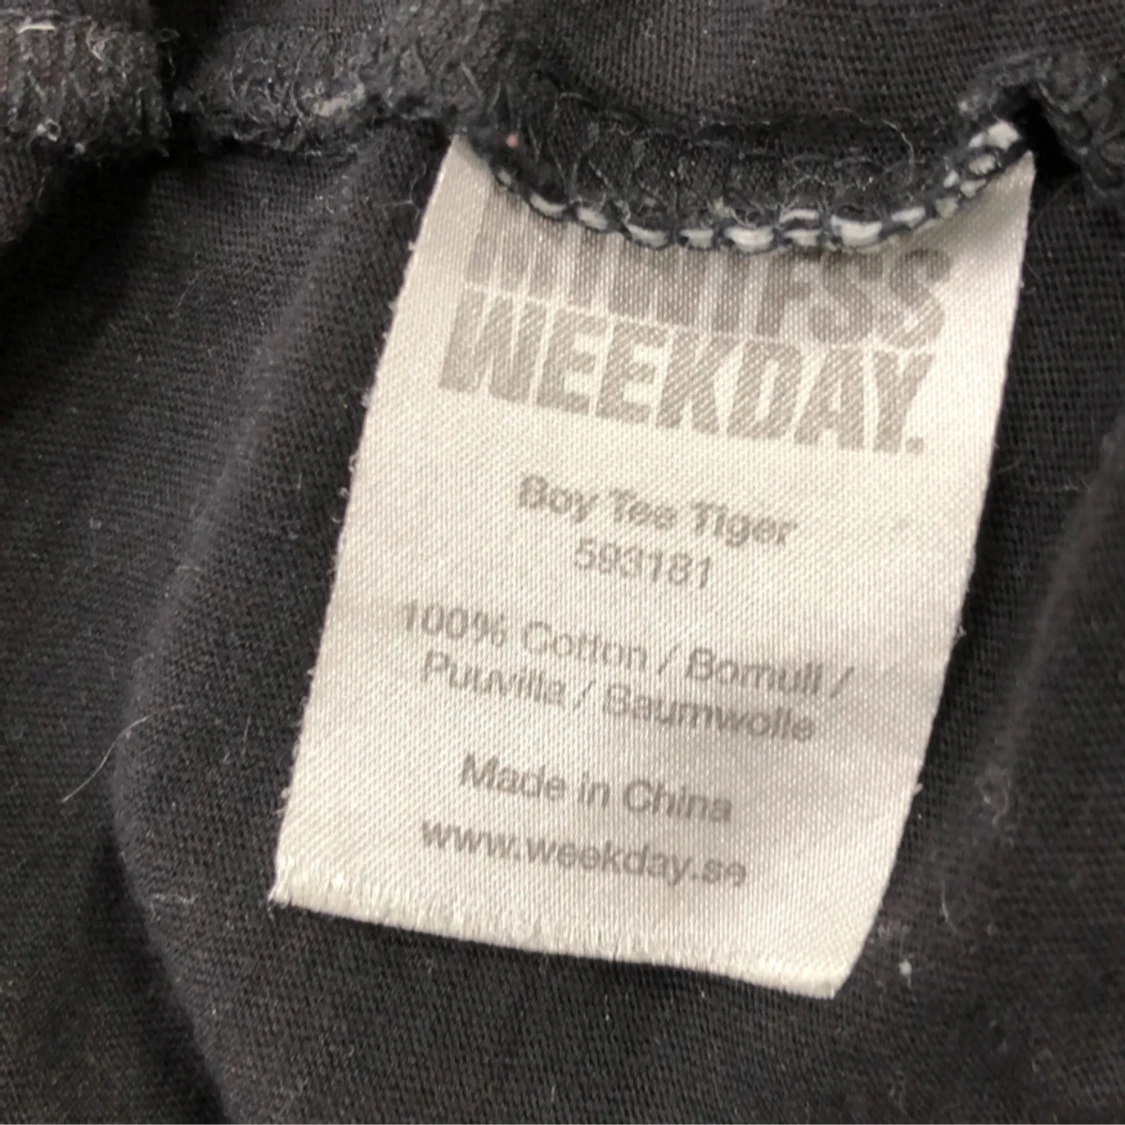 WEEKDAY.
Boy Tee Tiger
593181
100% Cotton / Bomull /
Puuvilla / Baumwolle
Made in China
www.weekday.se